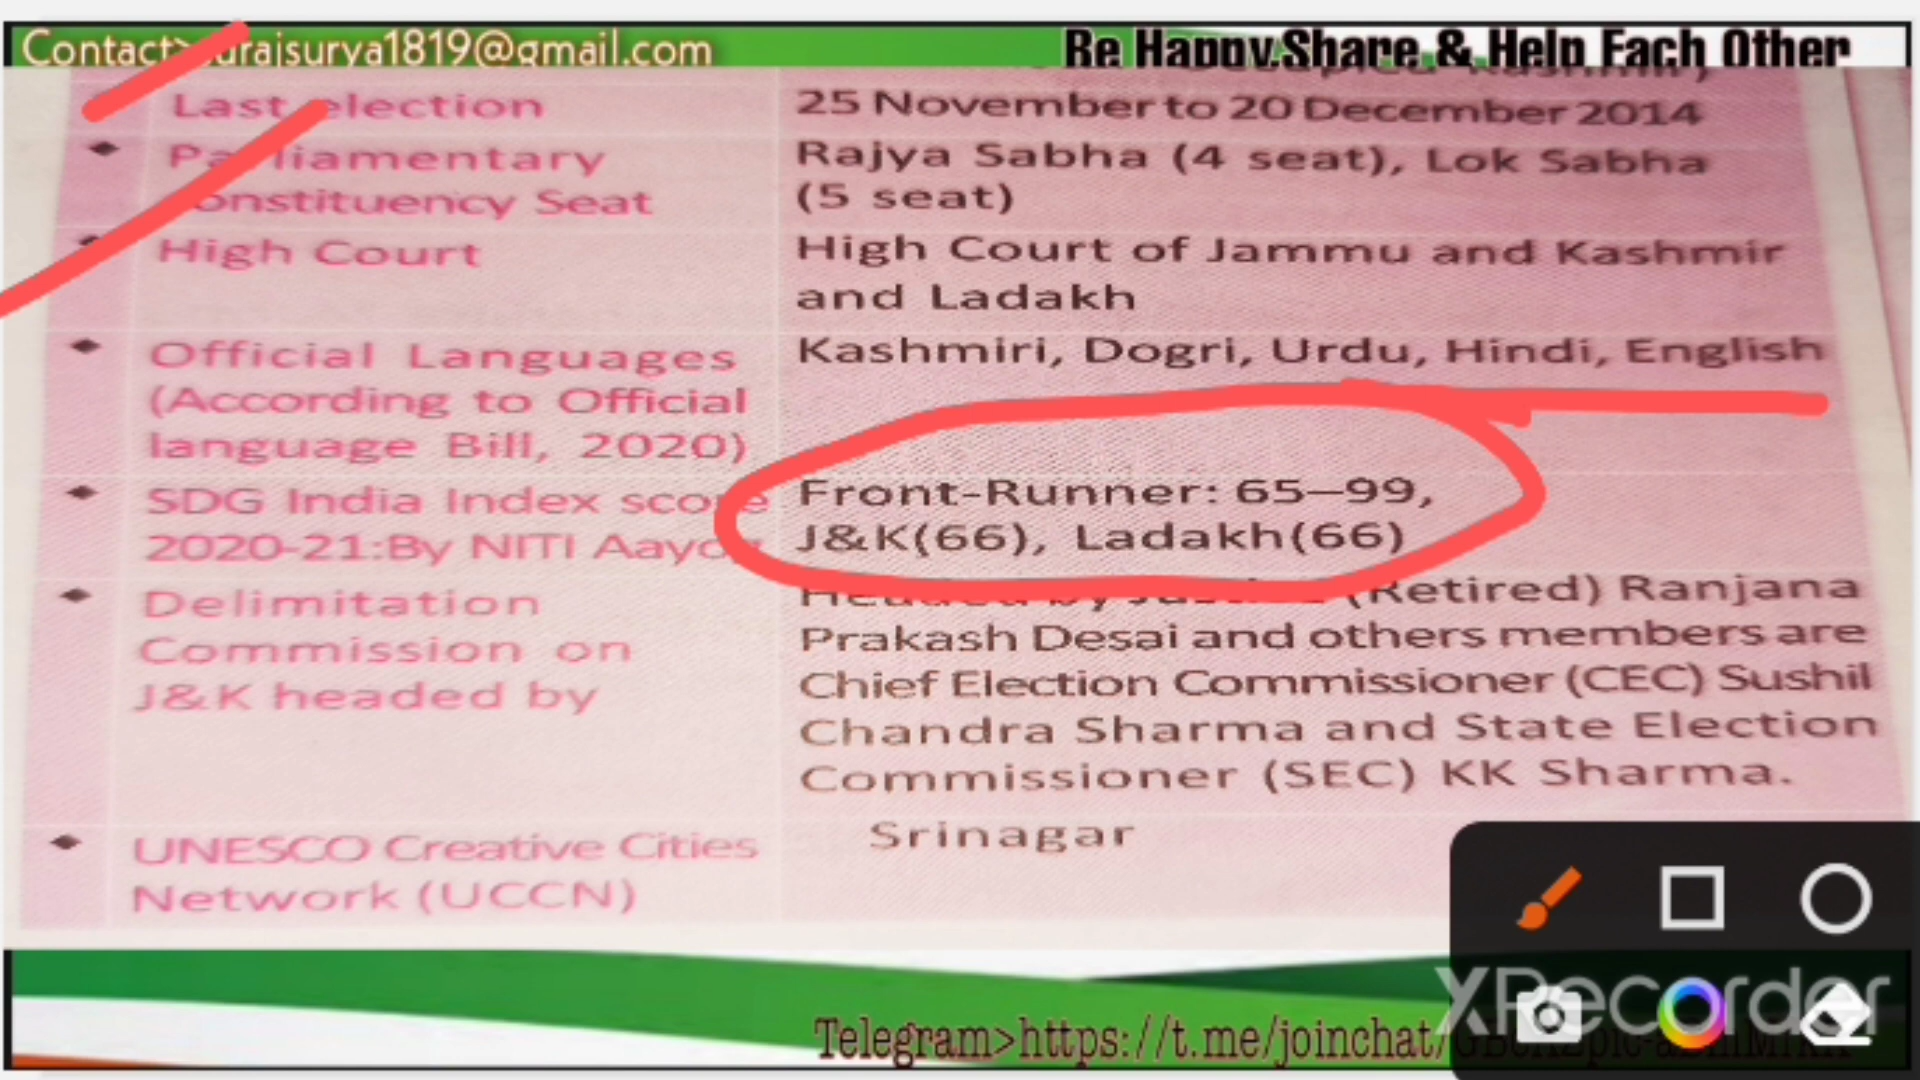 Be Happy.Share & Help Each Other
Last election
25 November to 20 December 2014
Parliamentary
Constituency Seat
Rajya Sabha (4 seat), Lok Sabha
(5 seat)
High Court
High Court of Jammu and Kashmir
and Ladakh
Official Languages
(According to Official
language Bill, 2020)
Kashmiri, Dogri, Urdu, Hindi, English
SDG India Index score
2020-21:By NITI Aayog
Front-Runner: 65–99,
J&K(66), Ladakh(66)
Delimitation
Commission on
J&K headed by
Headed by Justice (Retired) Ranjana
Prakash Desai and others members are
Chief Election Commissioner (CEC) Sushil
Chandra Sharma and State Election
Commissioner (SEC) KK Sharma.
UNESCO Creative Cities
Network (UCCN)
Srinagar
XRecorder
Telegram>https://t.me/joinchat/